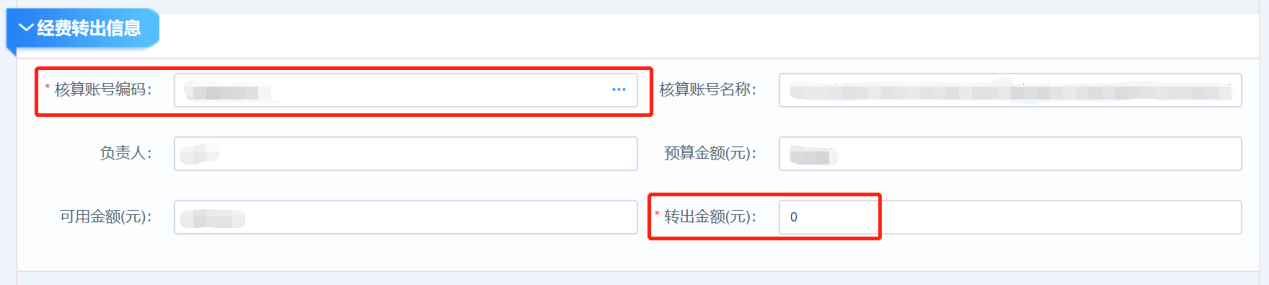 经费转出信息
* 核算账号编码: ... 核算账号名称:
负责人: 预算金额(元):
可用金额(元): * 转出金额(元): 0